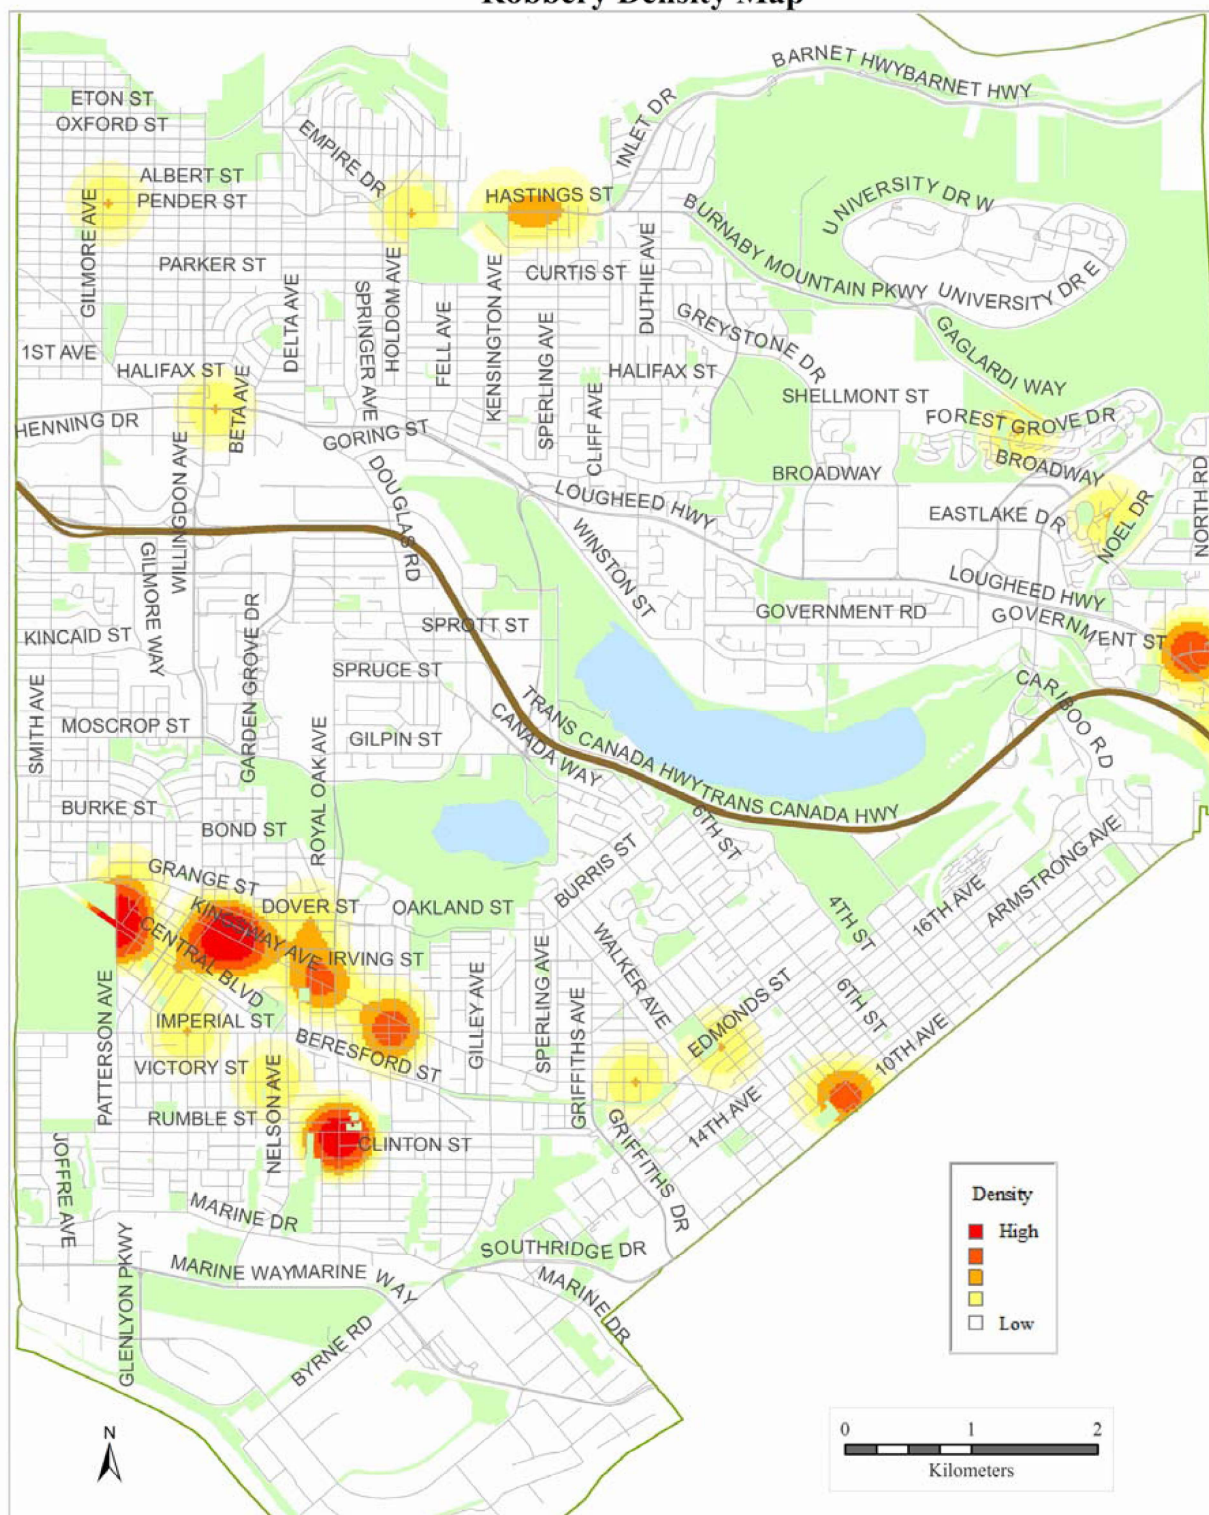 Robbery Density Map
BARNET HWYBARNET HWY
ETON ST
OXFORD ST
INLET DR
EMPIRE DR
ALBERT ST
PENDER ST
HASTINGS ST
UNIVERSITY DR W
GILMORE AVE
BURNABY MOUNTAIN PKWY
UNIVERSITY DR E
PARKER ST
CURTIS ST
DUTHIE AVE
DELTA AVE
SPRINGER AVE
HOLDOM AVE
FELL AVE
KENSINGTON AVE
SPERLING AVE
GREYSTONE DR
GAGLARDI WAY
1ST AVE
HALIFAX ST
HALIFAX ST
SHELLMONT ST
FOREST GROVE DR
BETA AVE
CLIFF AVE
HENNING DR
GORING ST
WILLINGDON AVE
DOUGLAS RD
BROADWAY
BROADWAY
LOUGHEED HWY
EASTLAKE DR
NOEL DR
NORTH RD
WINSTON ST
GILMORE WAY
LOUGHEED HWY
GOVERNMENT RD
GOVERNMENT ST
KINCAID ST
GARDEN GROVE DR
SPROTT ST
SPRUCE ST
SMITH AVE
CARIBOO RD
MOSCROP ST
GILPIN ST
ROYAL OAK AVE
CANADA WAY
TRANS CANADA HWYTRANS CANADA HWY
BURKE ST
BOND ST
6TH ST
BURRIS ST
ARMSTRONG AVE
GRANGE ST
DOVER ST
OAKLAND ST
16TH AVE
4TH ST
KINGSWAY AVE
CENTRAL BLVD
IRVING ST
WALKER AVE
PATTERSON AVE
GILLEY AVE
SPERLING AVE
GRIFFITHS AVE
EDMONDS ST
6TH ST
IMPERIAL ST
BERESFORD ST
10TH AVE
VICTORY ST
NELSON AVE
RUMBLE ST
14TH AVE
CLINTON ST
GRIFFITHS DR
JOFFRE AVE
MARINE DR
SOUTHRIDGE DR
MARINE WAYMARINE WAY
MARINE DR
GLENLYON PKWY
BYRNE RD
Density
High
Low
N
0 1 2
Kilometers